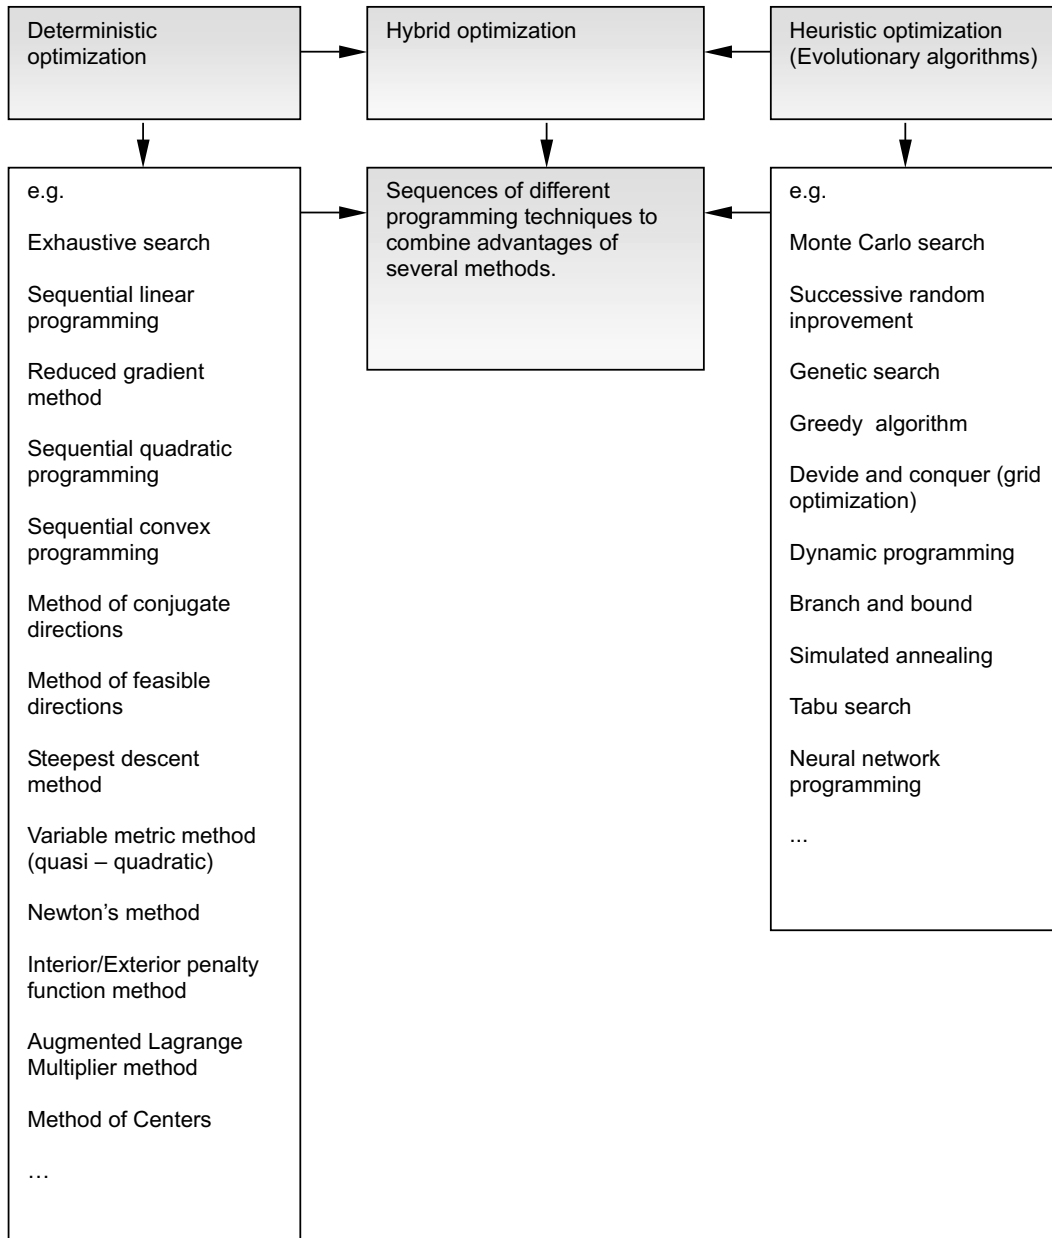 Deterministic
optimization
Hybrid optimization
Heuristic optimization
(Evolutionary algorithms)
e.g.
Exhaustive search
Sequential linear
programming
Reduced gradient
method
Sequential quadratic
programming
Sequential convex
programming
Method of conjugate
directions
Method of feasible
directions
Steepest descent
method
Variable metric method
(quasi – quadratic)
Newton’s method
Interior/Exterior penalty
function method
Augmented Lagrange
Multiplier method
Method of Centers
…
Sequences of different
programming techniques to
combine advantages of
several methods.
e.g.
Monte Carlo search
Successive random
inprovement
Genetic search
Greedy  algorithm
Devide and conquer (grid
optimization)
Dynamic programming
Branch and bound
Simulated annealing
Tabu search
Neural network
programming
...